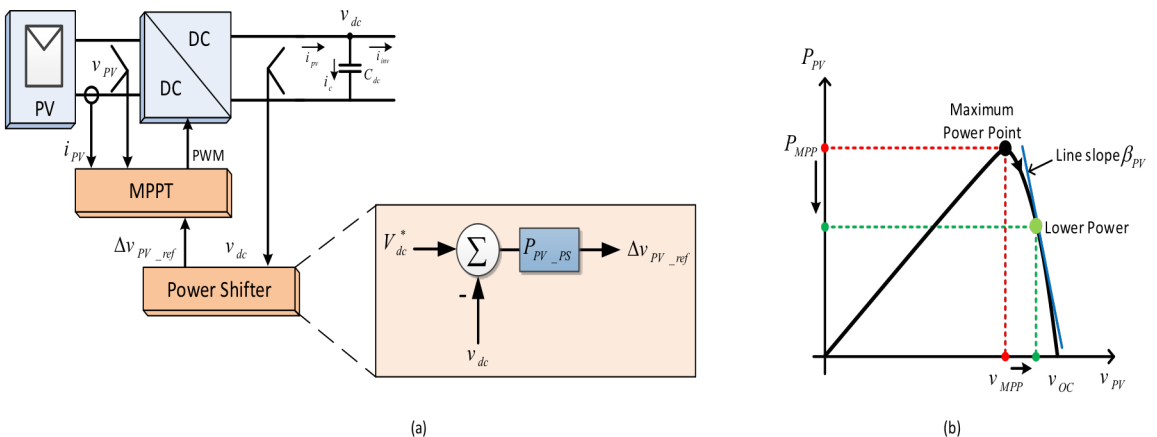 PV
DC
DC
v_PV
i_PV
PWM
MPPT
Δv_PV_ref
v_dc
Power Shifter
v_dc
i_pv
i_inv
i_c
C_dc
V_dc^*
Σ
-
v_dc
P_PV_PS
Δv_PV_ref
(a)
P_PV
Maximum
Power Point
P_MPP
Line slope β_PV
Lower Power
v_MPP
v_OC
v_PV
(b)